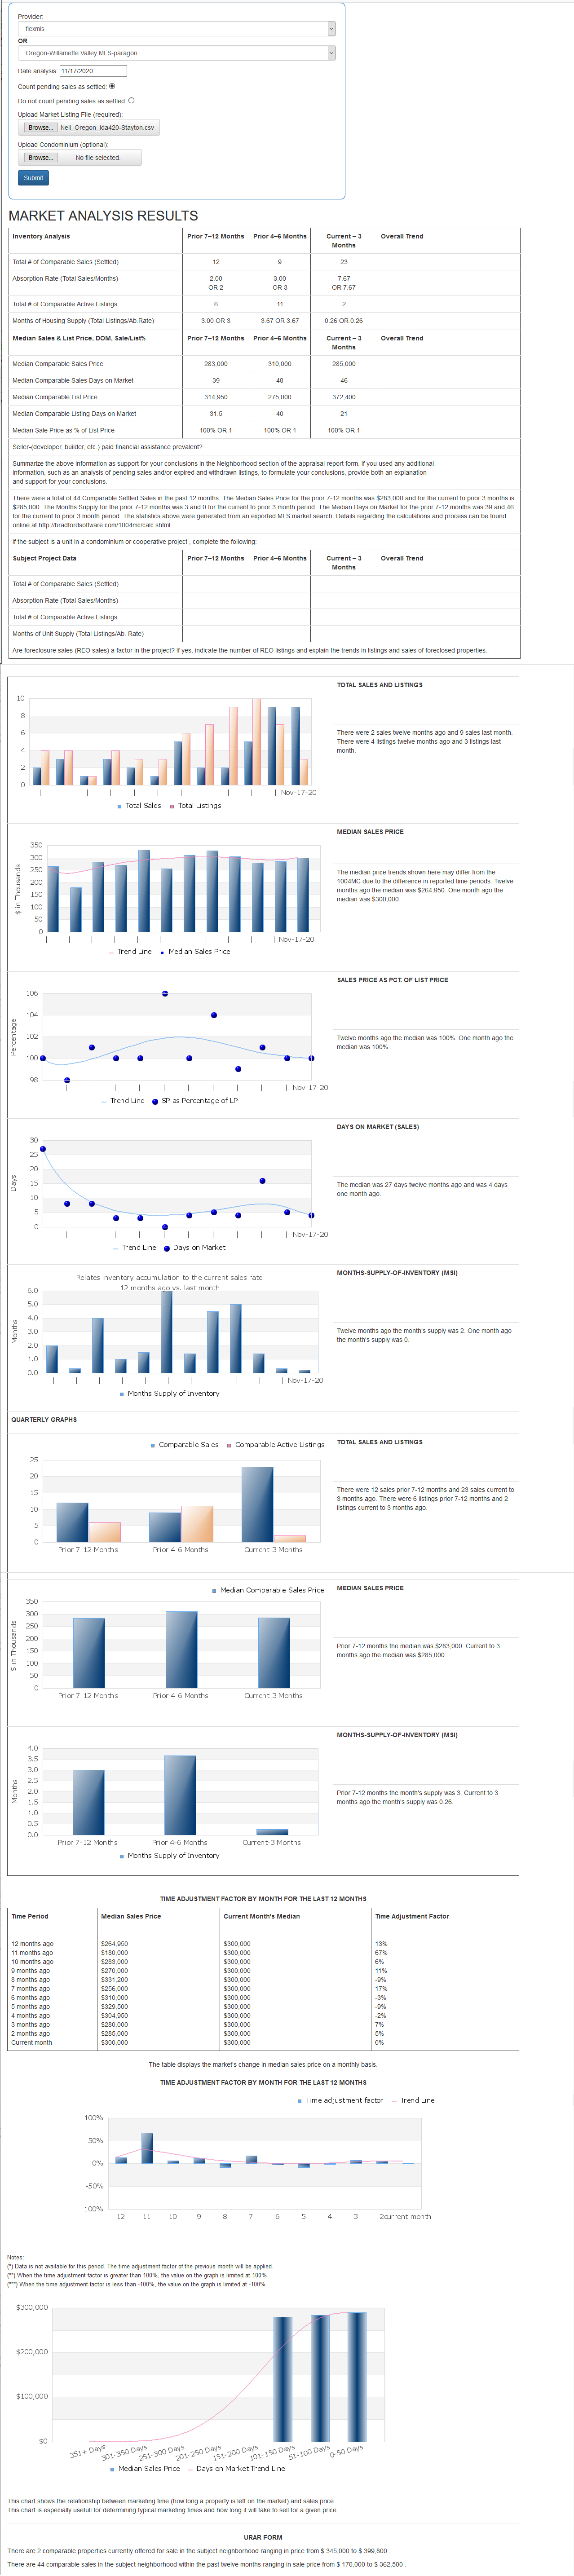 Provider:
flexmls
OR
Oregon-Willamette Valley MLS-paragon
Date analysis: 11/17/2020
Count pending sales as settled:
Do not count pending sales as settled:
Upload Market Listing File (required):
Browse... Neil_Oregon_Ida420-Stayton.csv
Upload Condominium (optional):
Browse... No file selected.
Submit
MARKET ANALYSIS RESULTS
Inventory Analysis Prior 7–12 Months Prior 4–6 Months Current – 3 Months Overall Trend
Total # of Comparable Sales (Settled) 12 9 23
Absorption Rate (Total Sales/Months) 2.00 OR 2 3.00 OR 3 7.67 OR 7.67
Total # of Comparable Active Listings 6 11 2
Months of Housing Supply (Total Listings/Ab.Rate) 3.00 OR 3 3.67 OR 3.67 0.26 OR 0.26
Median Sales & List Price, DOM, Sale/List% Prior 7–12 Months Prior 4–6 Months Current – 3 Months Overall Trend
Median Comparable Sales Price 283,000 310,000 285,000
Median Comparable Sales Days on Market 39 48 46
Median Comparable List Price 314,950 275,000 372,400
Median Comparable Listing Days on Market 31.5 40 21
Median Sale Price as % of List Price 100% OR 1 100% OR 1 100% OR 1
Seller-(developer, builder, etc.) paid financial assistance prevalent?
Summarize the above information as support for your conclusions in the Neighborhood section of the appraisal report form. If you used any additional
information, such as an analysis of pending sales and/or expired and withdrawn listings, to formulate your conclusions, provide both an explanation
and support for your conclusions.
There were a total of 44 Comparable Settled Sales in the past 12 months. The Median Sales Price for the prior 7-12 months was $283,000 and for the current to prior 3 months is
$285,000. The Months Supply for the prior 7-12 months was 3 and 0 for the current to prior 3 month period. The Median Days on Market for the prior 7-12 months was 39 and 46
for the current to prior 3 month period. The statistics above were generated from an exported MLS market search. Details regarding the calculations and process can be found
online at http://bradfordsoftware.com/1004mc/calc.shtml
If the subject is a unit in a condominium or cooperative project , complete the following:
Subject Project Data Prior 7–12 Months Prior 4–6 Months Current – 3 Months Overall Trend
Total # of Comparable Sales (Settled)
Absorption Rate (Total Sales/Months)
Total # of Comparable Active Listings
Months of Unit Supply (Total Listings/Ab. Rate)
Are foreclosure sales (REO sales) a factor in the project? If yes, indicate the number of REO listings and explain the trends in listings and sales of foreclosed properties.
TOTAL SALES AND LISTINGS
10
8
6
4
2
0
Nov-17-20
Total Sales Total Listings
There were 2 sales twelve months ago and 9 sales last month.
There were 4 listings twelve months ago and 3 listings last
month.
MEDIAN SALES PRICE
$ in Thousands
350
300
250
200
150
100
50
0
Nov-17-20
Trend Line Median Sales Price
The median price trends shown here may differ from the
1004MC due to the difference in reported time periods. Twelve
months ago the median was $264,950. One month ago the
median was $300,000.
SALES PRICE AS PCT. OF LIST PRICE
Percentage
106
104
102
100
98
Nov-17-20
Trend Line SP as Percentage of LP
Twelve months ago the median was 100%. One month ago the
median was 100%.
DAYS ON MARKET (SALES)
Days
30
25
20
15
10
5
0
Nov-17-20
Trend Line Days on Market
The median was 27 days twelve months ago and was 4 days
one month ago.
MONTHS-SUPPLY-OF-INVENTORY (MSI)
Relates inventory accumulation to the current sales rate
12 months ago vs. last month
Months
6.0
5.0
4.0
3.0
2.0
1.0
0.0
Nov-17-20
Months Supply of Inventory
Twelve months ago the month's supply was 2. One month ago
the month's supply was 0.
QUARTERLY GRAPHS
TOTAL SALES AND LISTINGS
Comparable Sales Comparable Active Listings
25
20
15
10
5
0
Prior 7–12 Months Prior 4-6 Months Current-3 Months
There were 12 sales prior 7-12 months and 23 sales current to
3 months ago. There were 6 listings prior 7-12 months and 2
listings current to 3 months ago.
MEDIAN SALES PRICE
Median Comparable Sales Price
$ in Thousands
350
300
250
200
150
100
50
0
Prior 7–12 Months Prior 4-6 Months Current-3 Months
Prior 7-12 months the median was $283,000. Current to 3
months ago the median was $285,000.
MONTHS-SUPPLY-OF-INVENTORY (MSI)
Months
4.0
3.5
3.0
2.5
2.0
1.5
1.0
0.5
0.0
Prior 7–12 Months Prior 4-6 Months Current-3 Months
Months Supply of Inventory
Prior 7-12 months the month's supply was 3. Current to 3
months ago the month's supply was 0.26.
TIME ADJUSTMENT FACTOR BY MONTH FOR THE LAST 12 MONTHS
Time Period Median Sales Price Current Month's Median Time Adjustment Factor
12 months ago $264,950 $300,000 13%
11 months ago $180,000 $300,000 67%
10 months ago $283,000 $300,000 6%
9 months ago $270,000 $300,000 11%
8 months ago $331,200 $300,000 -9%
7 months ago $256,000 $300,000 17%
6 months ago $310,000 $300,000 -3%
5 months ago $329,500 $300,000 -9%
4 months ago $304,950 $300,000 -2%
3 months ago $280,000 $300,000 7%
2 months ago $285,000 $300,000 5%
Current month $300,000 $300,000 0%
The table displays the market's change in median sales price on a monthly basis.
TIME ADJUSTMENT FACTOR BY MONTH FOR THE LAST 12 MONTHS
Time adjustment factor Trend Line
100%
50%
0%
-50%
100%
12 11 10 9 8 7 6 5 4 3 2current month
Notes:
(*) Data is not available for this period. The time adjustment factor of the previous month will be applied.
(**) When the time adjustment factor is greater than 100%, the value on the graph is limited at 100%.
(***) When the time adjustment factor is less than -100%, the value on the graph is limited at -100%.
$300,000
$200,000
$100,000
$0
351+ Days 301-350 Days 251-300 Days 201-250 Days 151-200 Days 101-150 Days 51-100 Days 0-50 Days
Median Sales Price Days on Market Trend Line
This chart shows the relationship between marketing time (how long a property is left on the market) and sales price.
This chart is especially usefull for determining typical marketing times and how long it will take to sell for a given price.
URAR FORM
There are 2 comparable properties currently offered for sale in the subject neighborhood ranging in price from $ 345,000 to $ 399,800 .
There are 44 comparable sales in the subject neighborhood within the past twelve months ranging in sale price from $ 170,000 to $ 362,500 .